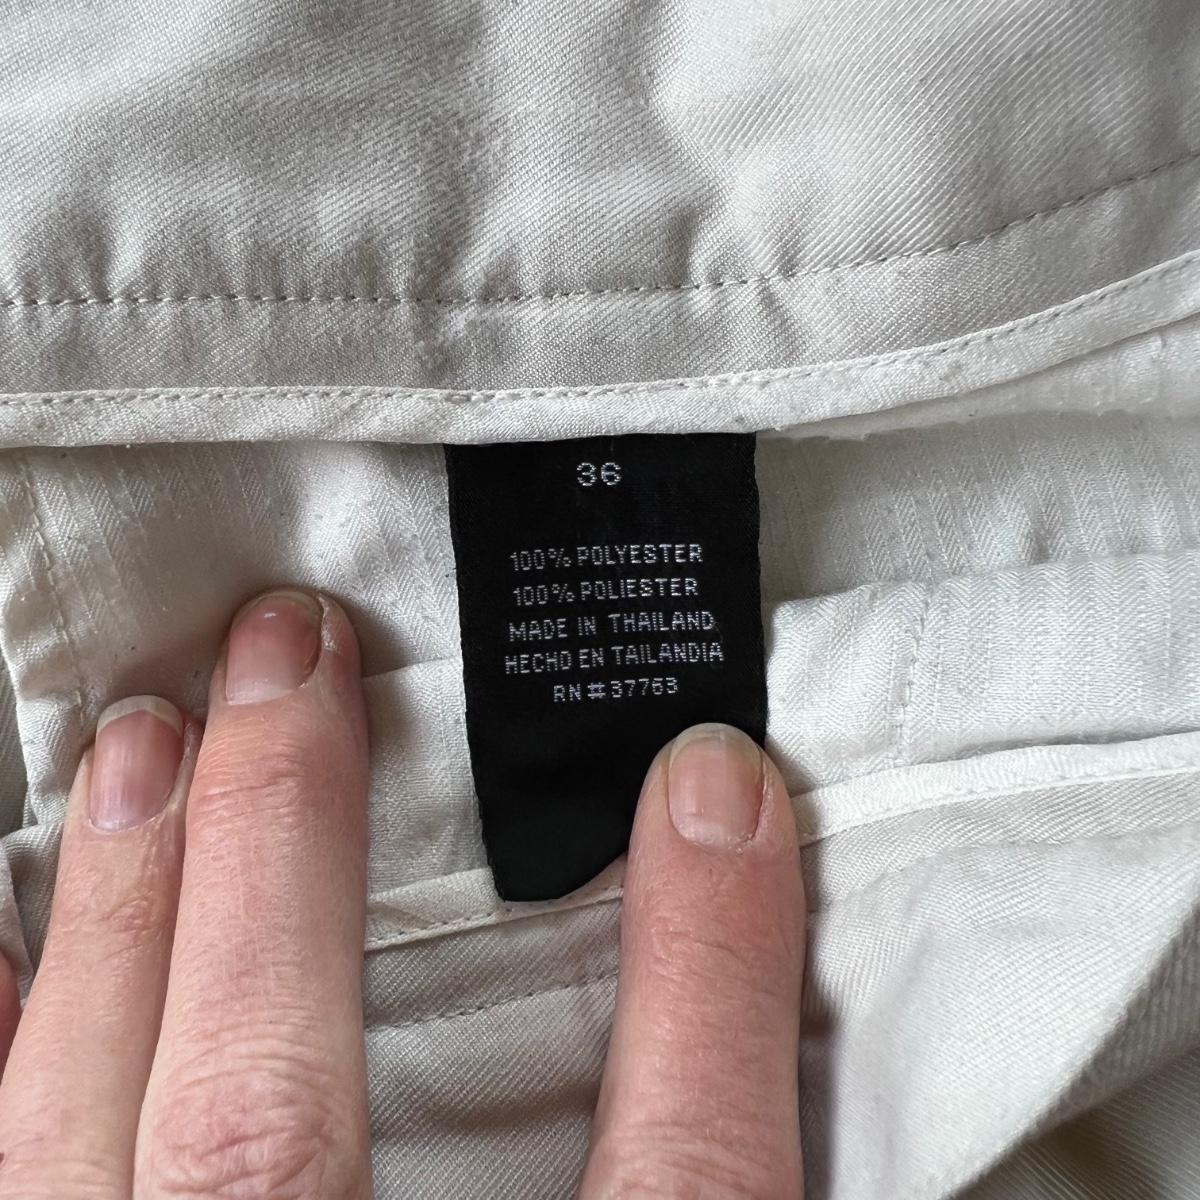 36
100% POLYESTER
100% POLIESTER
MADE IN THAILAND
HECHO EN TAILANDIA
RN # 37763